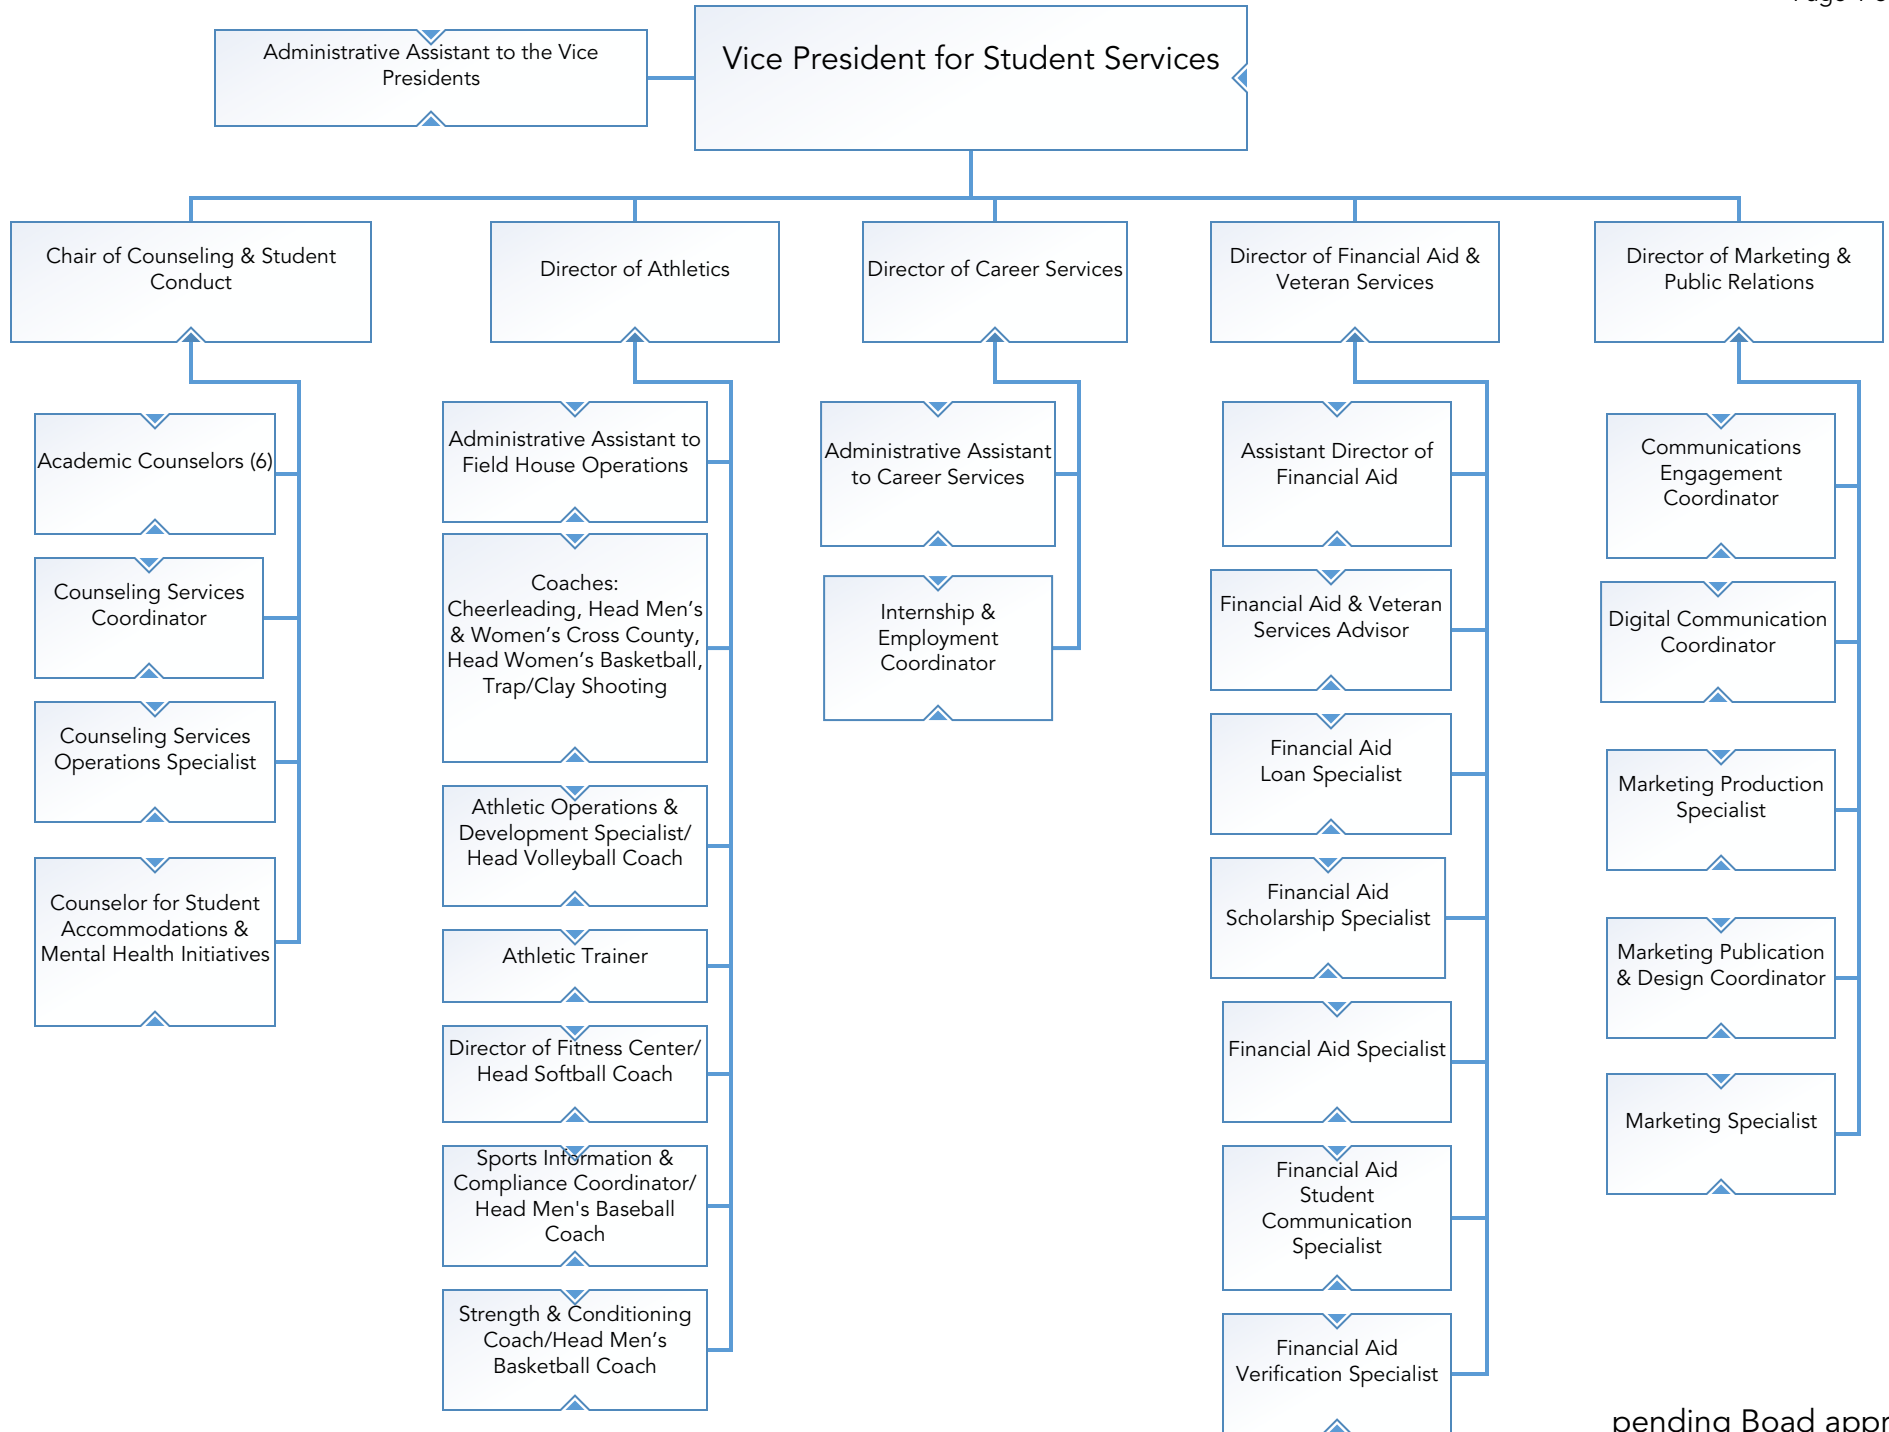 Page 4
Administrative Assistant to the Vice
Presidents
Vice President for Student Services
Chair of Counseling & Student
Conduct
Director of Athletics
Director of Career Services
Director of Financial Aid &
Veteran Services
Director of Marketing &
Public Relations
Academic Counselors (6)
Counseling Services
Coordinator
Counseling Services
Operations Specialist
Counselor for Student
Accommodations &
Mental Health Initiatives
Administrative Assistant to
Field House Operations
Coaches:
Cheerleading, Head Men’s
& Women’s Cross County,
Head Women’s Basketball,
Trap/Clay Shooting
Athletic Operations &
Development Specialist/
Head Volleyball Coach
Athletic Trainer
Director of Fitness Center/
Head Softball Coach
Sports Information &
Compliance Coordinator/
Head Men's Baseball
Coach
Strength & Conditioning
Coach/Head Men’s
Basketball Coach
Administrative Assistant
to Career Services
Internship &
Employment
Coordinator
Assistant Director of
Financial Aid
Financial Aid & Veteran
Services Advisor
Financial Aid
Loan Specialist
Financial Aid
Scholarship Specialist
Financial Aid Specialist
Financial Aid
Student
Communication
Specialist
Financial Aid
Verification Specialist
Communications
Engagement
Coordinator
Digital Communication
Coordinator
Marketing Production
Specialist
Marketing Publication
& Design Coordinator
Marketing Specialist
pending Boad appr